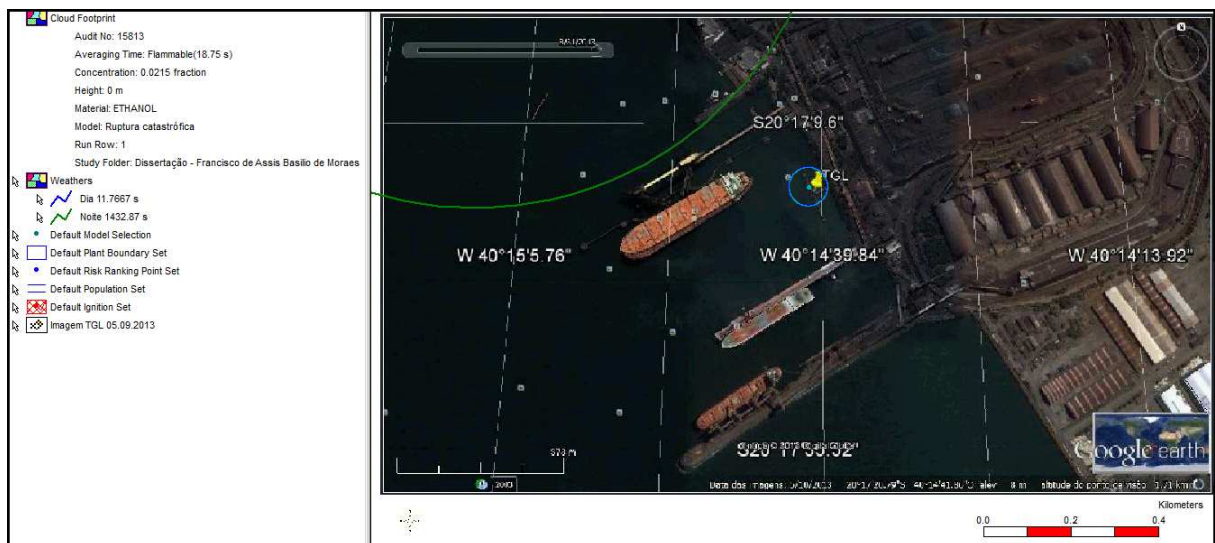 Cloud Footprint
Audit No: 15813
Averaging Time: Flammable(18.75 s)
Concentration: 0.0215 fraction
Height: 0 m
Material: ETHANOL
Model: Ruptura catastrófica
Run Row: 1
Study Folder: Dissertação - Francisco de Assis Basilio de Moraes
Weathers
Dia 11.7667 s
Noite 1432.87 s
Default Model Selection
Default Plant Boundary Set
Default Risk Ranking Point Set
Default Population Set
Default Ignition Set
Imagem TGL 05.09.2013
S20°17'9.6"
TGL
W 40°15'5.76"
W 40°14'39.84"
W 40°14'13.92"
Google earth
Kilometers
0.0 0.2 0.4